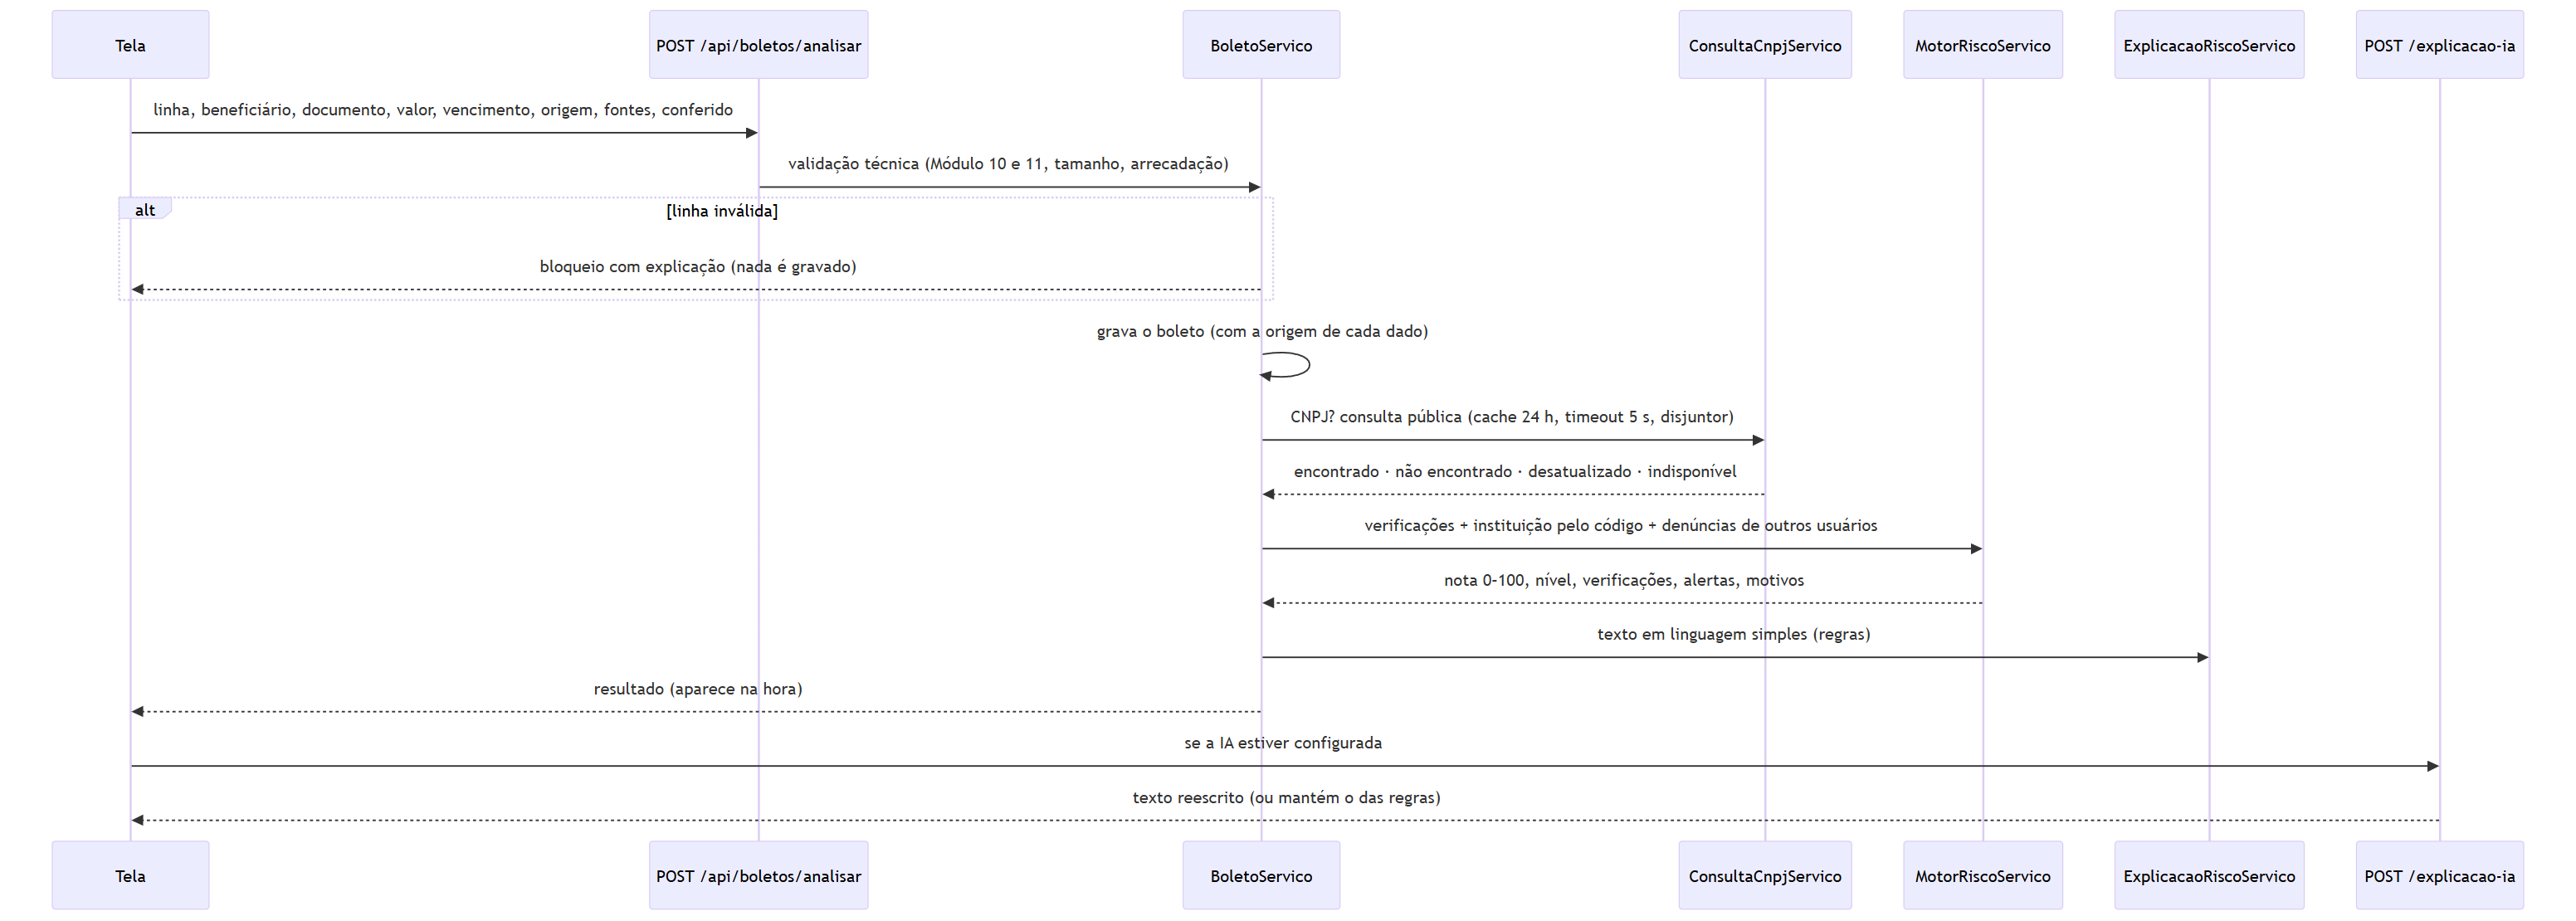 Tela
POST /api/boletos/analisar
BoletoServico
ConsultaCnpjServico
MotorRiscoServico
ExplicacaoRiscoServico
POST /explicacao-ia
linha, beneficiário, documento, valor, vencimento, origem, fontes, conferido
validação técnica (Módulo 10 e 11, tamanho, arrecadação)
alt
[linha inválida]
bloqueio com explicação (nada é gravado)
grava o boleto (com a origem de cada dado)
CNPJ? consulta pública (cache 24 h, timeout 5 s, disjuntor)
encontrado · não encontrado · desatualizado · indisponível
verificações + instituição pelo código + denúncias de outros usuários
nota 0-100, nível, verificações, alertas, motivos
texto em linguagem simples (regras)
resultado (aparece na hora)
se a IA estiver configurada
texto reescrito (ou mantém o das regras)
Tela
POST /api/boletos/analisar
BoletoServico
ConsultaCnpjServico
MotorRiscoServico
ExplicacaoRiscoServico
POST /explicacao-ia